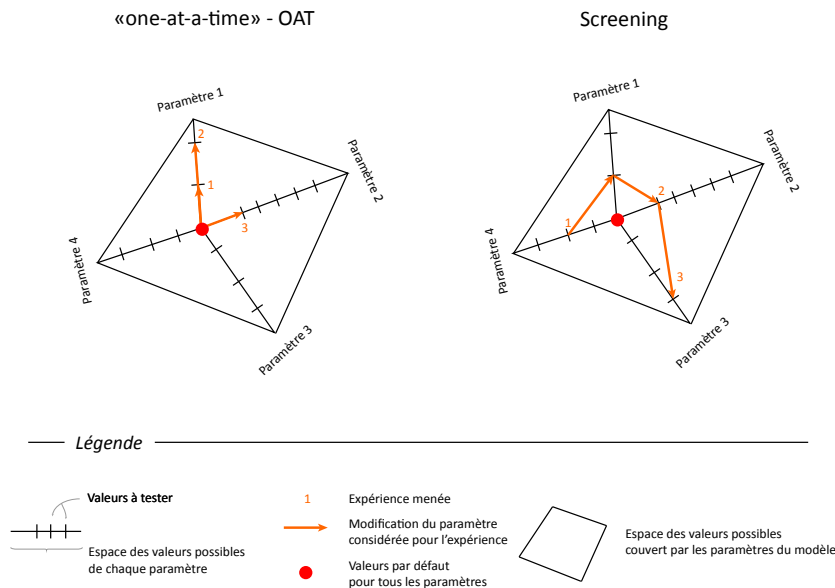 «one-at-a-time» - OAT
Screening
Paramètre 1
2
1
Paramètre 2
3
Paramètre 4
Paramètre 3
Paramètre 1
2
Paramètre 2
1
Paramètre 4
3
Paramètre 3
Légende
Valeurs à tester
Espace des valeurs possibles
de chaque paramètre
1
Expérience menée
Modification du paramètre
considérée pour l'expérience
Valeurs par défaut
pour tous les paramètres
Espace des valeurs possibles
couvert par les paramètres du modèle